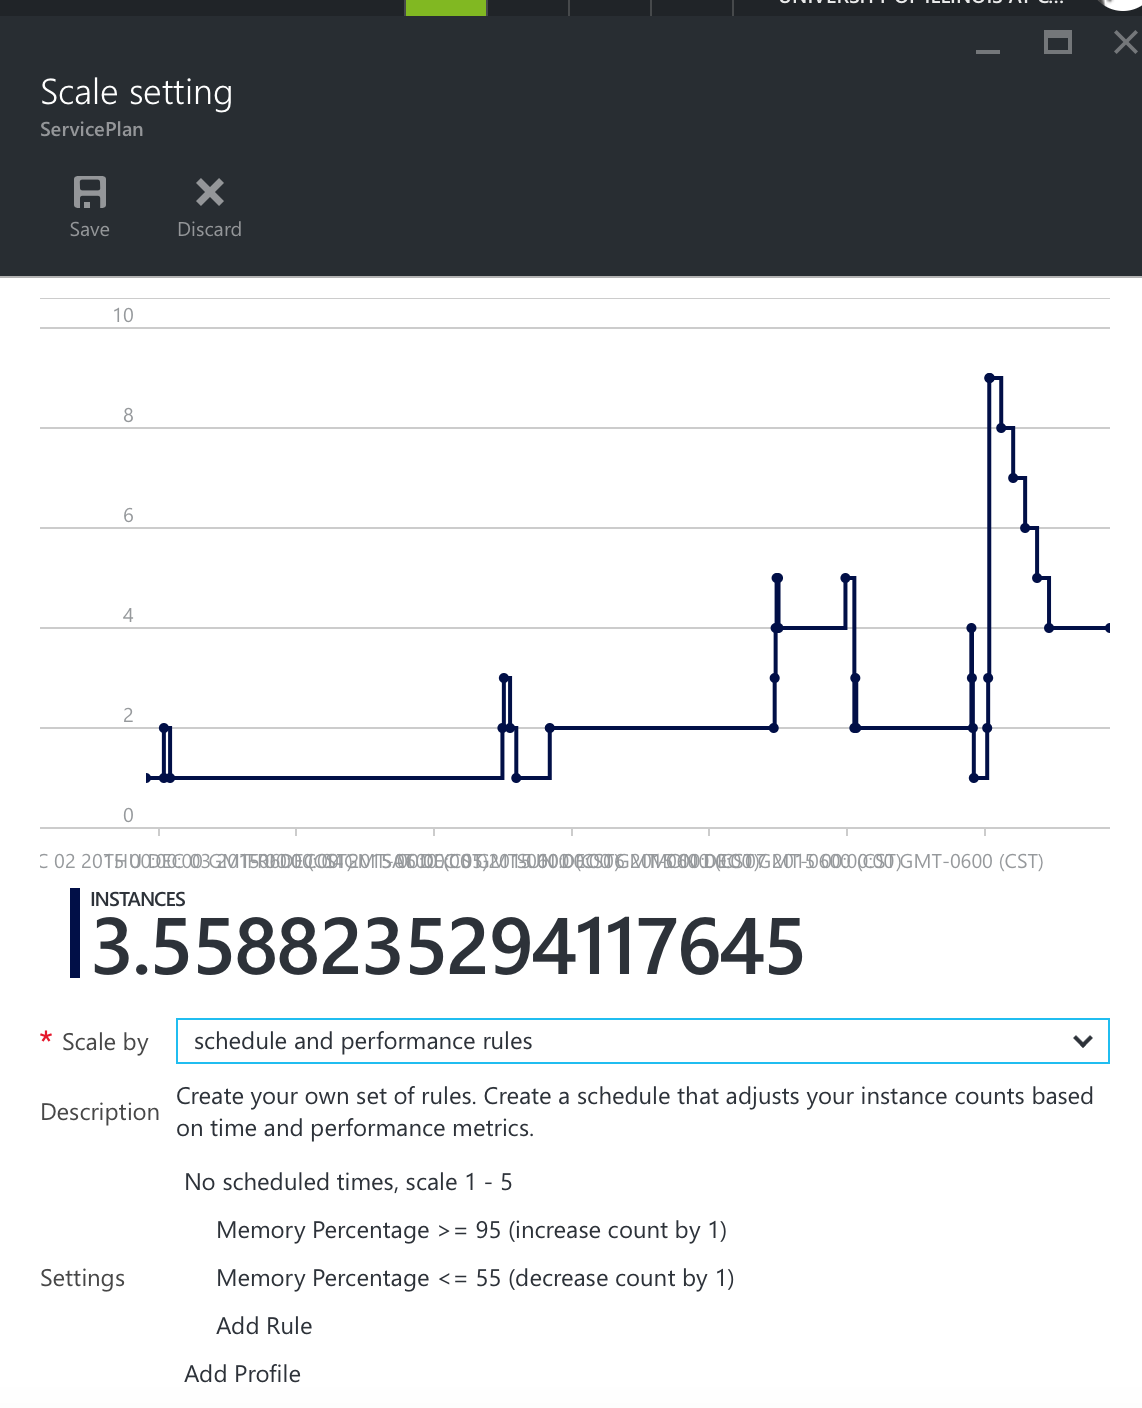 Scale setting
ServicePlan
Save
Discard
10
8
6
4
2
0
GMT-0600 (CST)
INSTANCES
3.5588235294117645
* Scale by
schedule and performance rules
Description
Create your own set of rules. Create a schedule that adjusts your instance counts based
on time and performance metrics.
No scheduled times, scale 1 - 5
Memory Percentage >= 95 (increase count by 1)
Settings
Memory Percentage <= 55 (decrease count by 1)
Add Rule
Add Profile